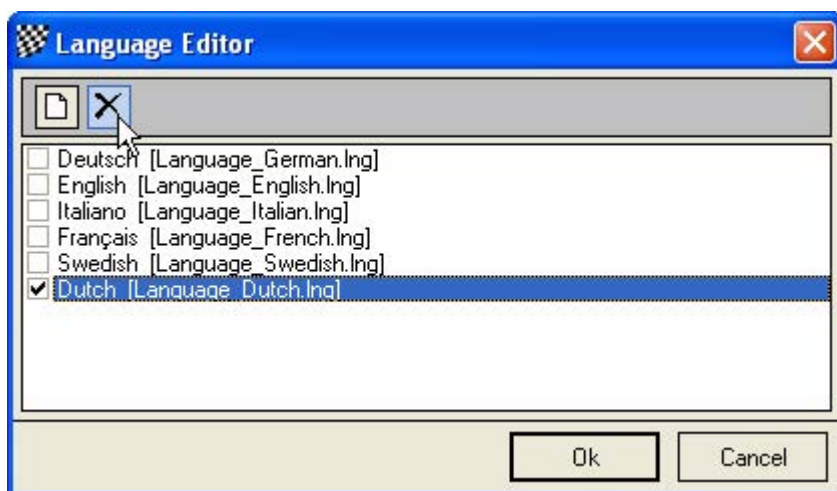 Language Editor
Deutsch [Language_German.lng]
English [Language_English.lng]
Italiano [Language_Italian.lng]
Français [Language_French.lng]
Swedish [Language_Swedish.lng]
Dutch [Language_Dutch.lng]
Ok Cancel